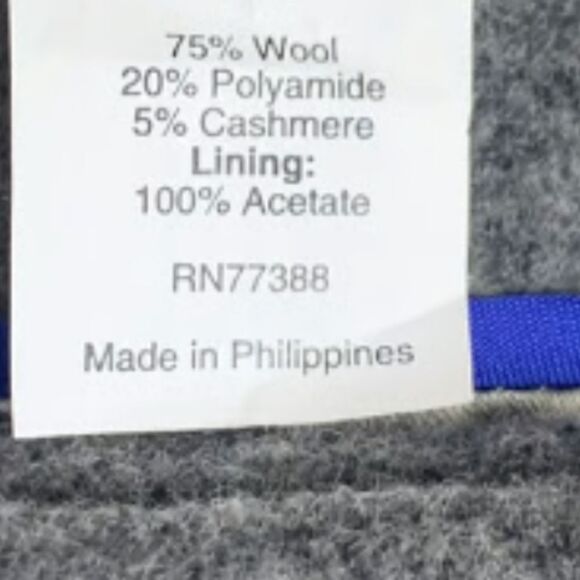 75% Wool
20% Polyamide
5% Cashmere
Lining:
100% Acetate
RN77388
Made in Philippines